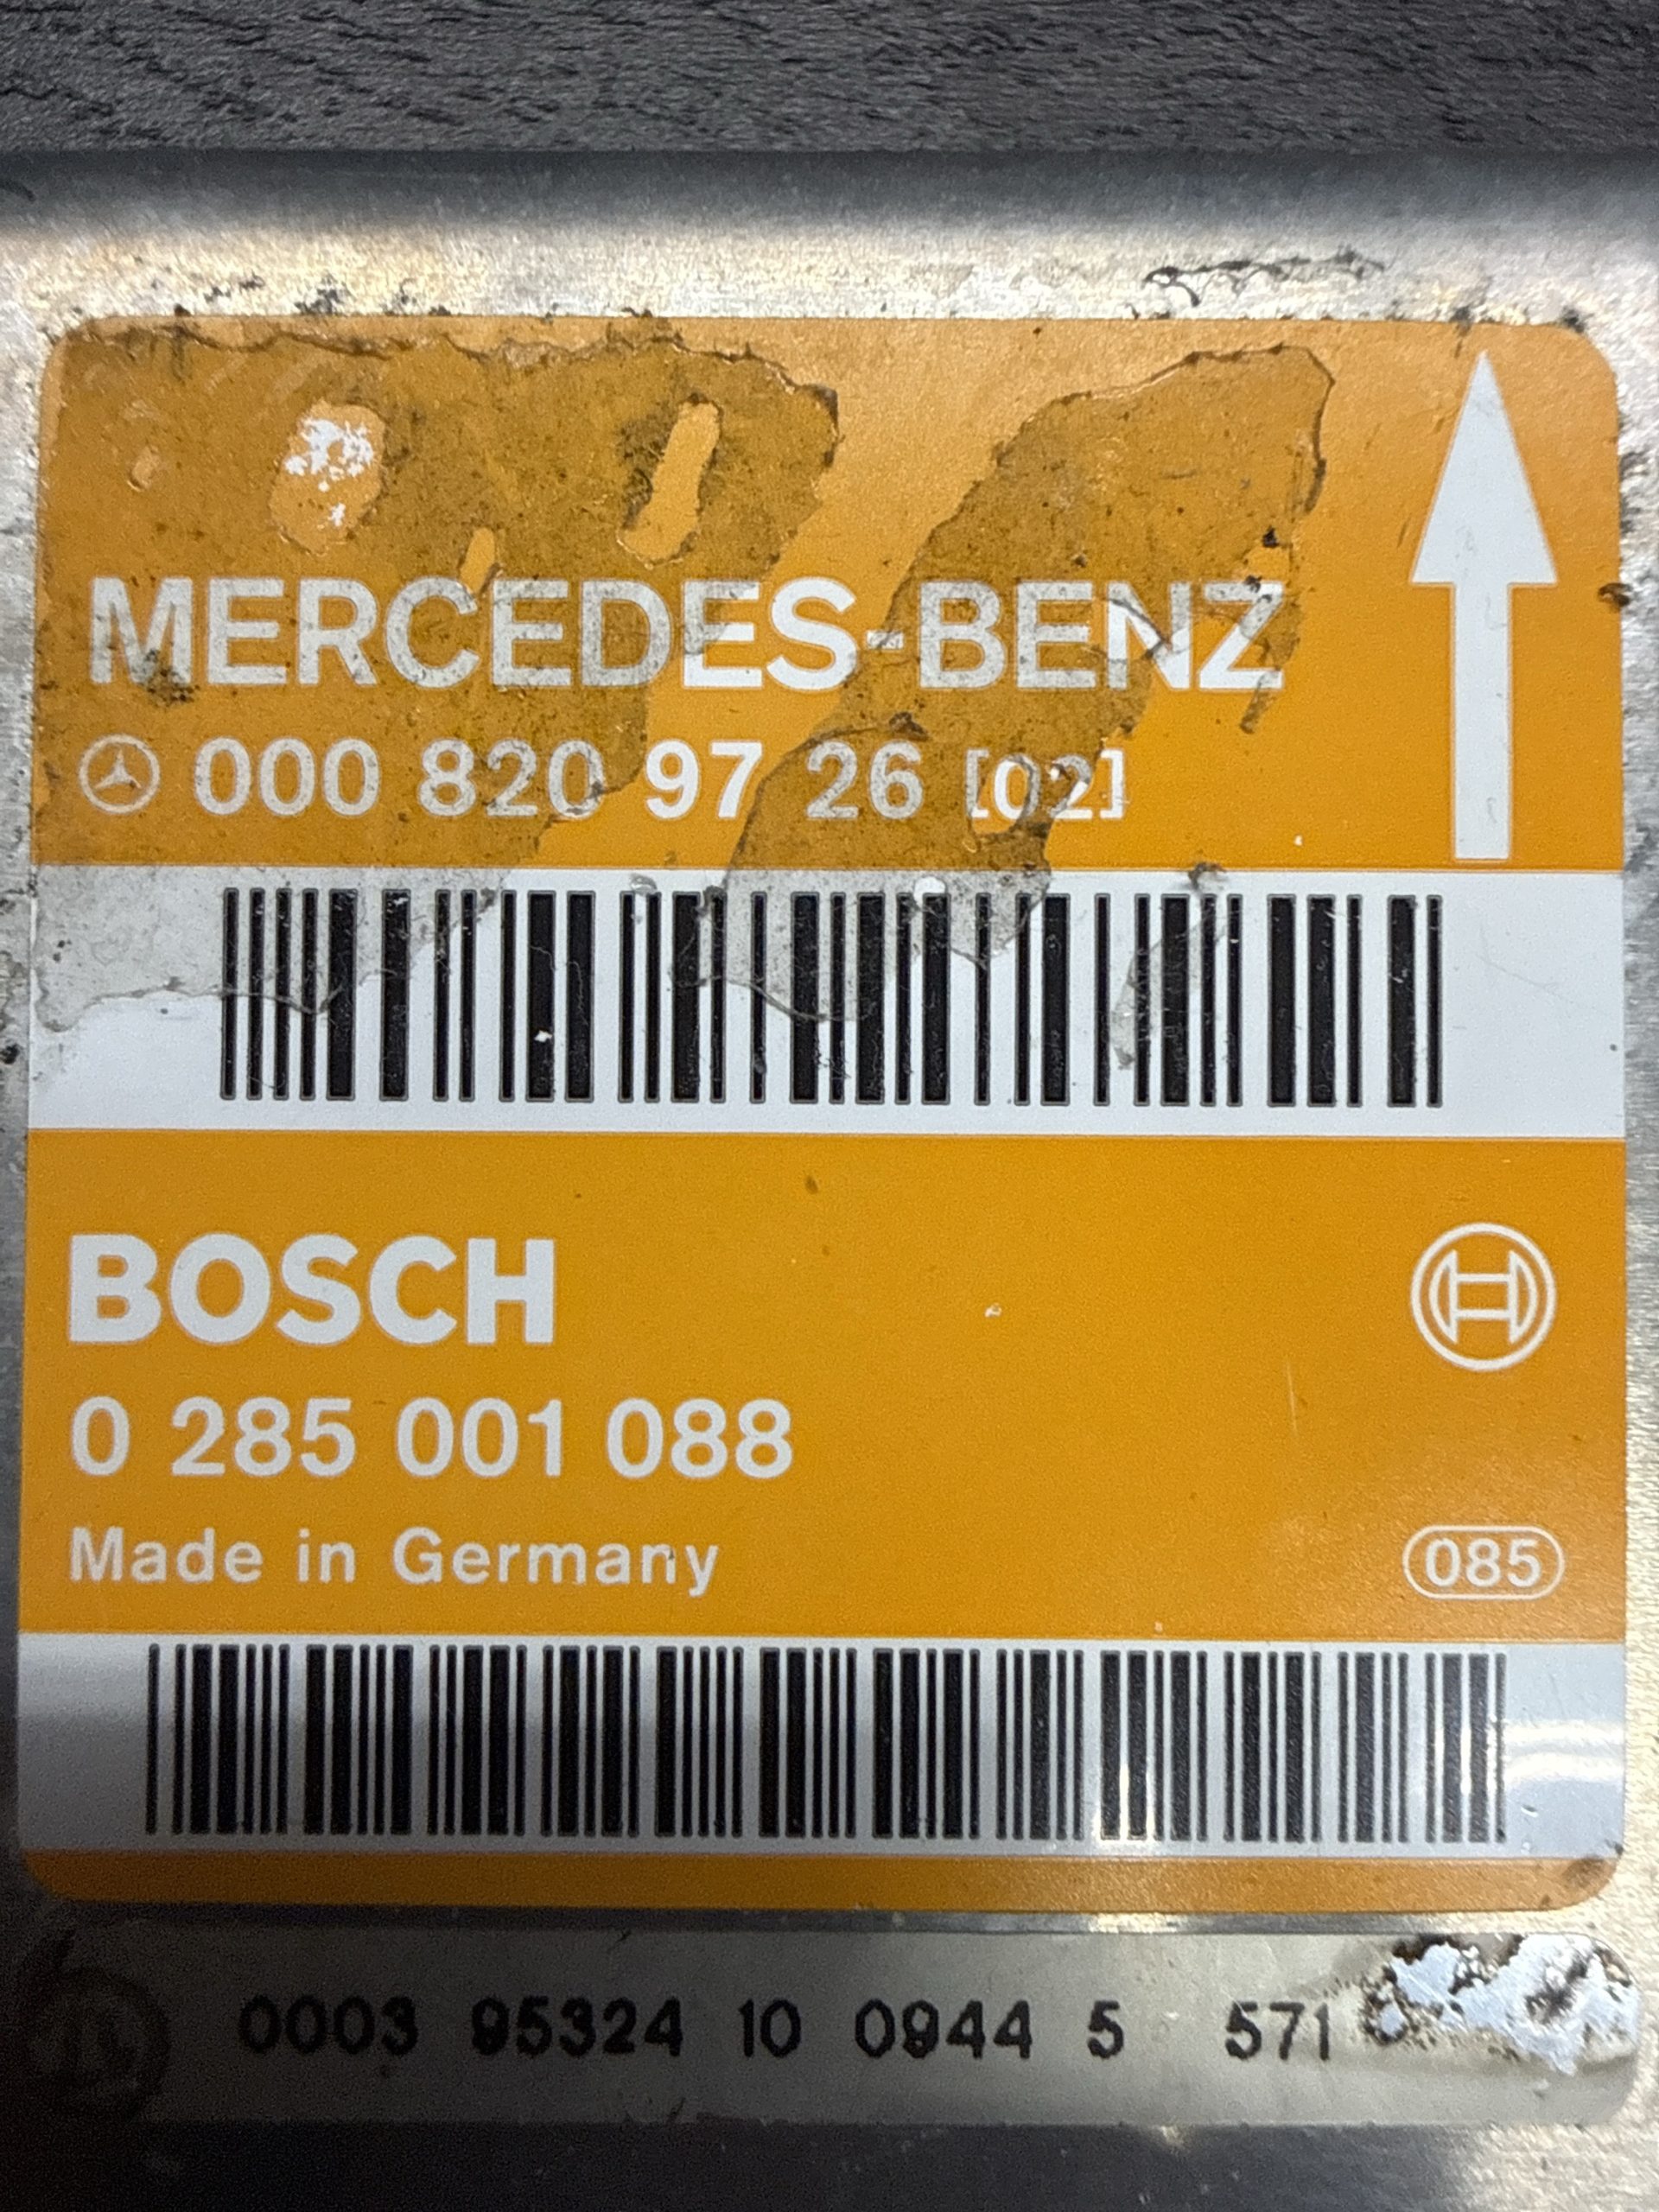 MERCEDES-BENZ
000 820 97 26 [02]
BOSCH
0 285 001 088
Made in Germany
085
0003 95324 10 0944 5 571